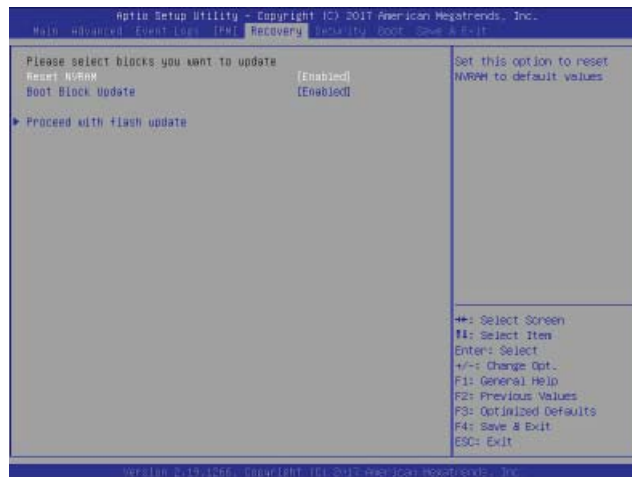 Aptio Setup Utility - Copyright (C) 2017 American Megatrends, Inc.
Main Advanced Event Logs IPMI Recovery Security Boot Save & Exit
Please select blocks you want to update
Reset NVRAM [Enabled]
Boot Block Update [Enabled]
Proceed with flash update
Set this option to reset
NVRAM to default values
: Select Screen
: Select Item
Enter: Select
+/-: Change Opt.
F1: General Help
F2: Previous Values
F3: Optimized Defaults
F4: Save & Exit
ESC: Exit
Version 2.19.1266. Copyright (C) 2017 American Megatrends, Inc.